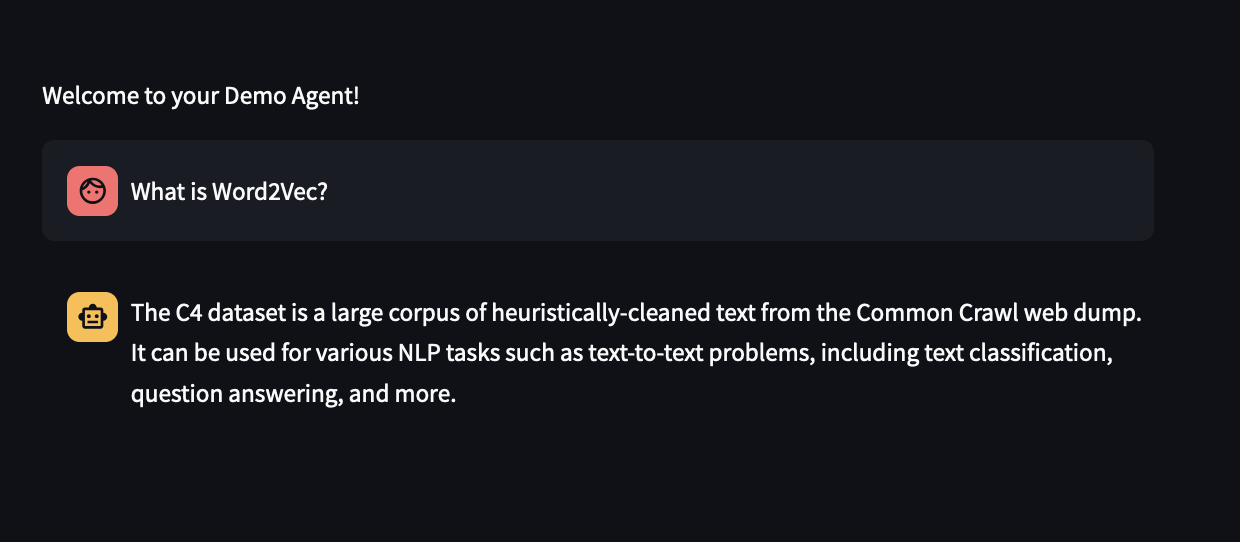 Welcome to your Demo Agent!
What is Word2Vec?
The C4 dataset is a large corpus of heuristically-cleaned text from the Common Crawl web dump.
It can be used for various NLP tasks such as text-to-text problems, including text classification,
question answering, and more.